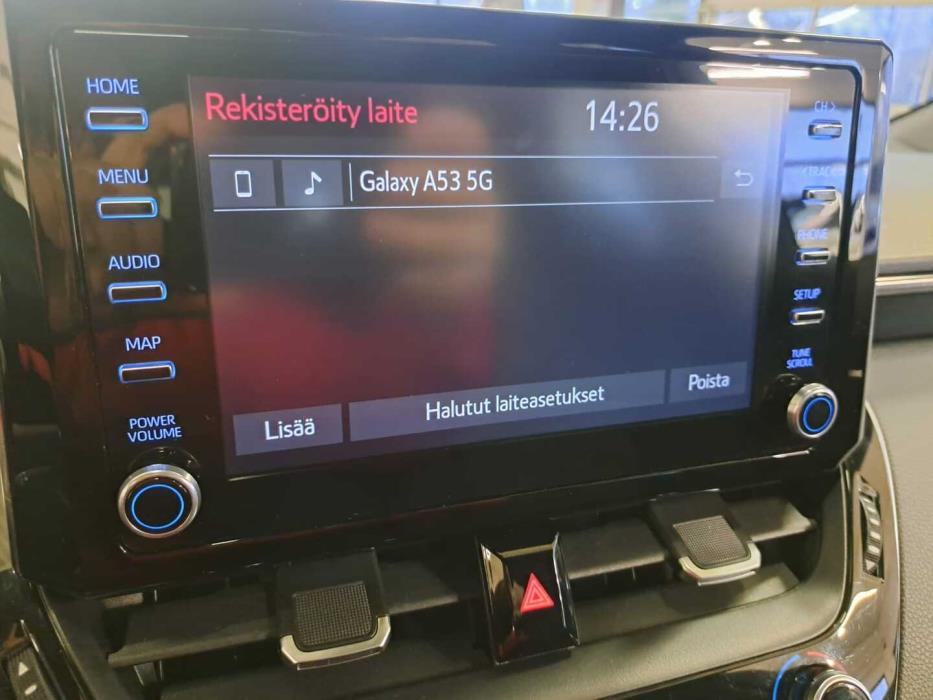 HOME
MENU
AUDIO
MAP
POWER
VOLUME
Rekisteröity laite
14:26
Galaxy A53 5G
Lisää
Halutut laiteasetukset
Poista
CH >
< TRACK
PHONE
SETUP
TUNE
SCROLL